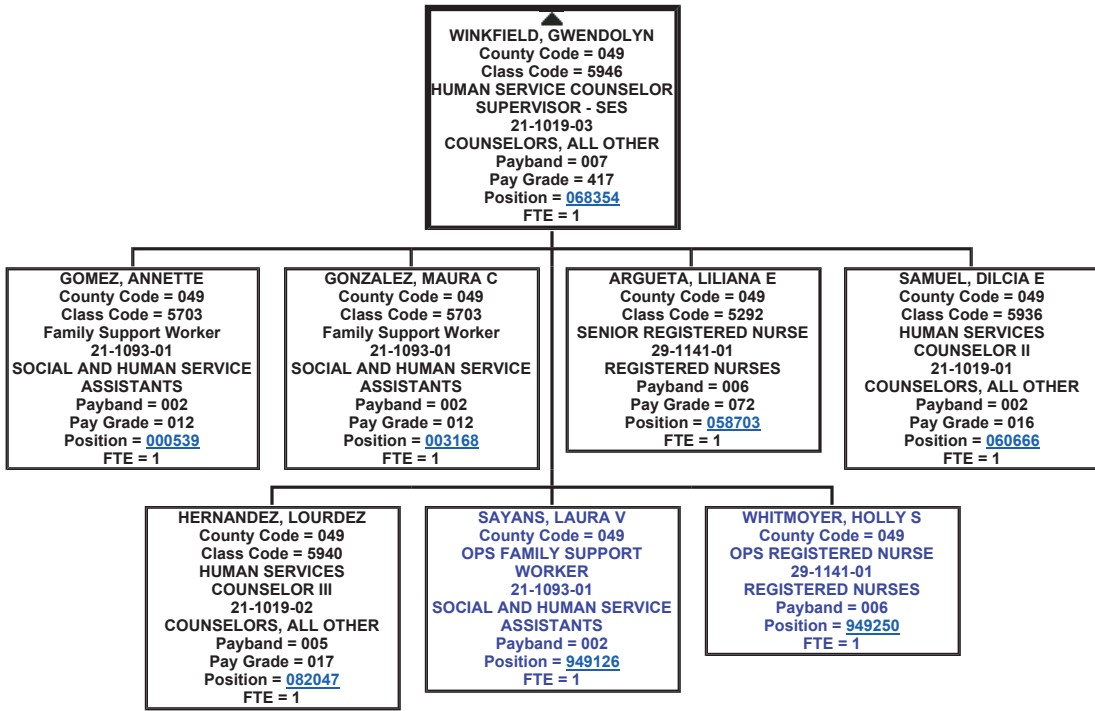 WINKFIELD, GWENDOLYN
County Code = 049
Class Code = 5946
HUMAN SERVICE COUNSELOR
SUPERVISOR - SES
21-1019-03
COUNSELORS, ALL OTHER
Payband = 007
Pay Grade = 417
Position = 068354
FTE = 1
GOMEZ, ANNETTE
County Code = 049
Class Code = 5703
Family Support Worker
21-1093-01
SOCIAL AND HUMAN SERVICE
ASSISTANTS
Payband = 002
Pay Grade = 012
Position = 000539
FTE = 1
GONZALEZ, MAURA C
County Code = 049
Class Code = 5703
Family Support Worker
21-1093-01
SOCIAL AND HUMAN SERVICE
ASSISTANTS
Payband = 002
Pay Grade = 012
Position = 003168
FTE = 1
ARGUETA, LILIANA E
County Code = 049
Class Code = 5292
SENIOR REGISTERED NURSE
29-1141-01
REGISTERED NURSES
Payband = 006
Pay Grade = 072
Position = 058703
FTE = 1
SAMUEL, DILCIA E
County Code = 049
Class Code = 5936
HUMAN SERVICES
COUNSELOR II
21-1019-01
COUNSELORS, ALL OTHER
Payband = 002
Pay Grade = 016
Position = 060666
FTE = 1
HERNANDEZ, LOURDEZ
County Code = 049
Class Code = 5940
HUMAN SERVICES
COUNSELOR III
21-1019-02
COUNSELORS, ALL OTHER
Payband = 005
Pay Grade = 017
Position = 082047
FTE = 1
SAYANS, LAURA V
County Code = 049
OPS FAMILY SUPPORT
WORKER
21-1093-01
SOCIAL AND HUMAN SERVICE
ASSISTANTS
Payband = 002
Position = 949126
FTE = 1
WHITMOYER, HOLLY S
County Code = 049
OPS REGISTERED NURSE
29-1141-01
REGISTERED NURSES
Payband = 006
Position = 949250
FTE = 1